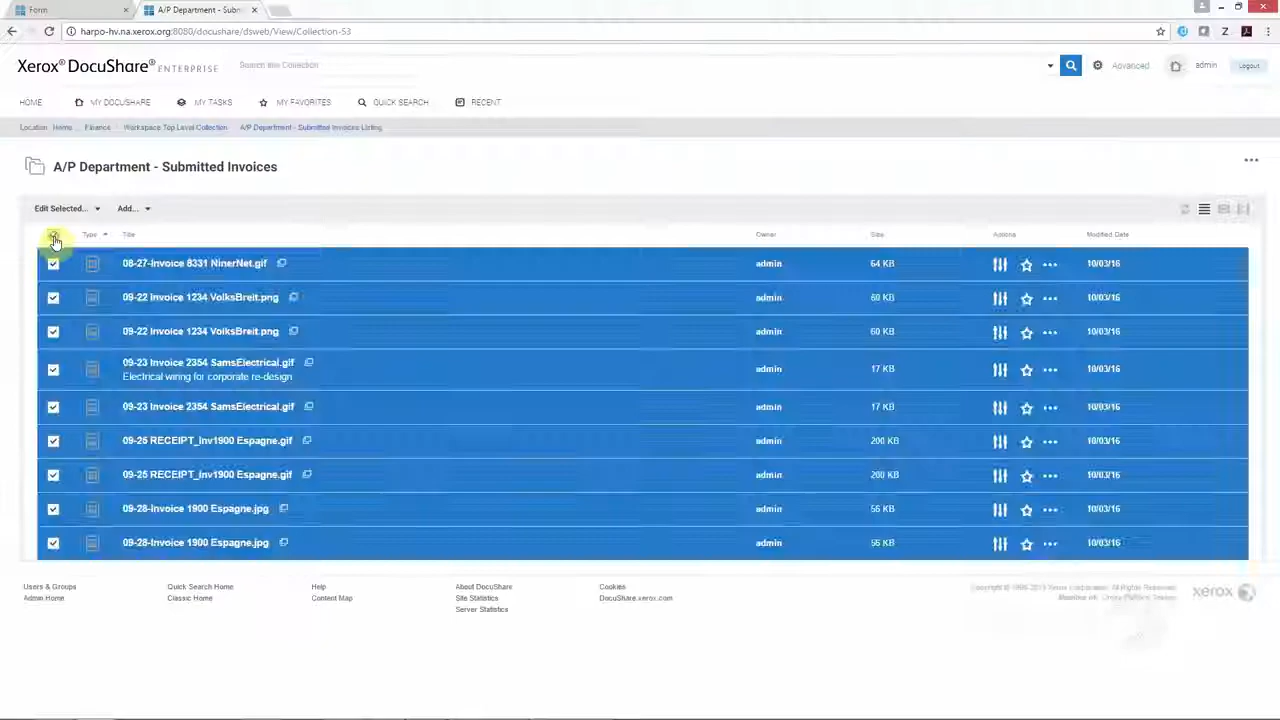 Form
A/P Department - Submi
harpo-hv.na.xerox.org:8080/docushare/dsweb/View/Collection-53
Xerox® DocuShare® ENTERPRISE
Search this Collection
Advanced
admin
Logout
HOME MY DOCUSHARE MY TASKS MY FAVORITES QUICK SEARCH RECENT
Location: Home Finance Workspace Top Level Collection A/P Department - Submitted Invoices Listing
A/P Department - Submitted Invoices
Edit Selected... Add...
Type Title Owner Size Actions Modified Date
08-27-Invoice 8331 NinerNet.gif admin 64 KB 10/03/16
09-22 Invoice 1234 VolksBreit.png admin 60 KB 10/03/16
09-22 Invoice 1234 VolksBreit.png admin 60 KB 10/03/16
09-23 Invoice 2354 SamsElectrical.gif admin 17 KB 10/03/16
Electrical wiring for corporate re-design
09-23 Invoice 2354 SamsElectrical.gif admin 17 KB 10/03/16
09-25 RECEIPT_Inv1900 Espagne.gif admin 200 KB 10/03/16
09-25 RECEIPT_Inv1900 Espagne.gif admin 200 KB 10/03/16
09-28-Invoice 1900 Espagne.jpg admin 56 KB 10/03/16
09-28-Invoice 1900 Espagne.jpg admin 56 KB 10/03/16
Users & Groups Quick Search Home Help About DocuShare Cookies
Admin Home Classic Home Content Map Site Statistics DocuShare.xerox.com
Server Statistics
Xerox Corporation. All Rights Reserved.
xerox